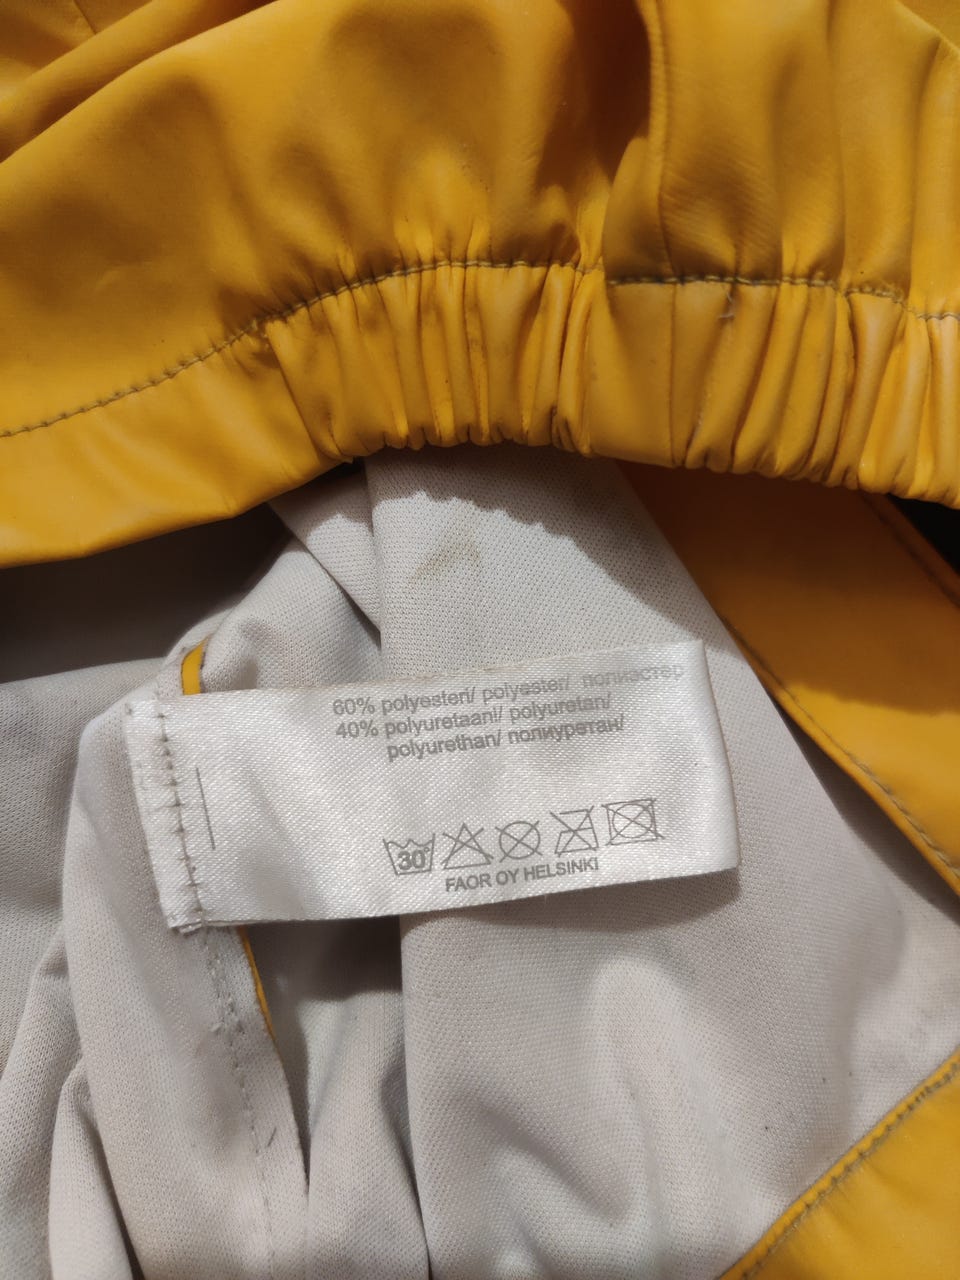 60% polyesteri/ polyester/ полиэстер
40% polyuretaani/ polyuretan/
polyurethan/ полиуретан/
30
FAOR OY HELSINKI